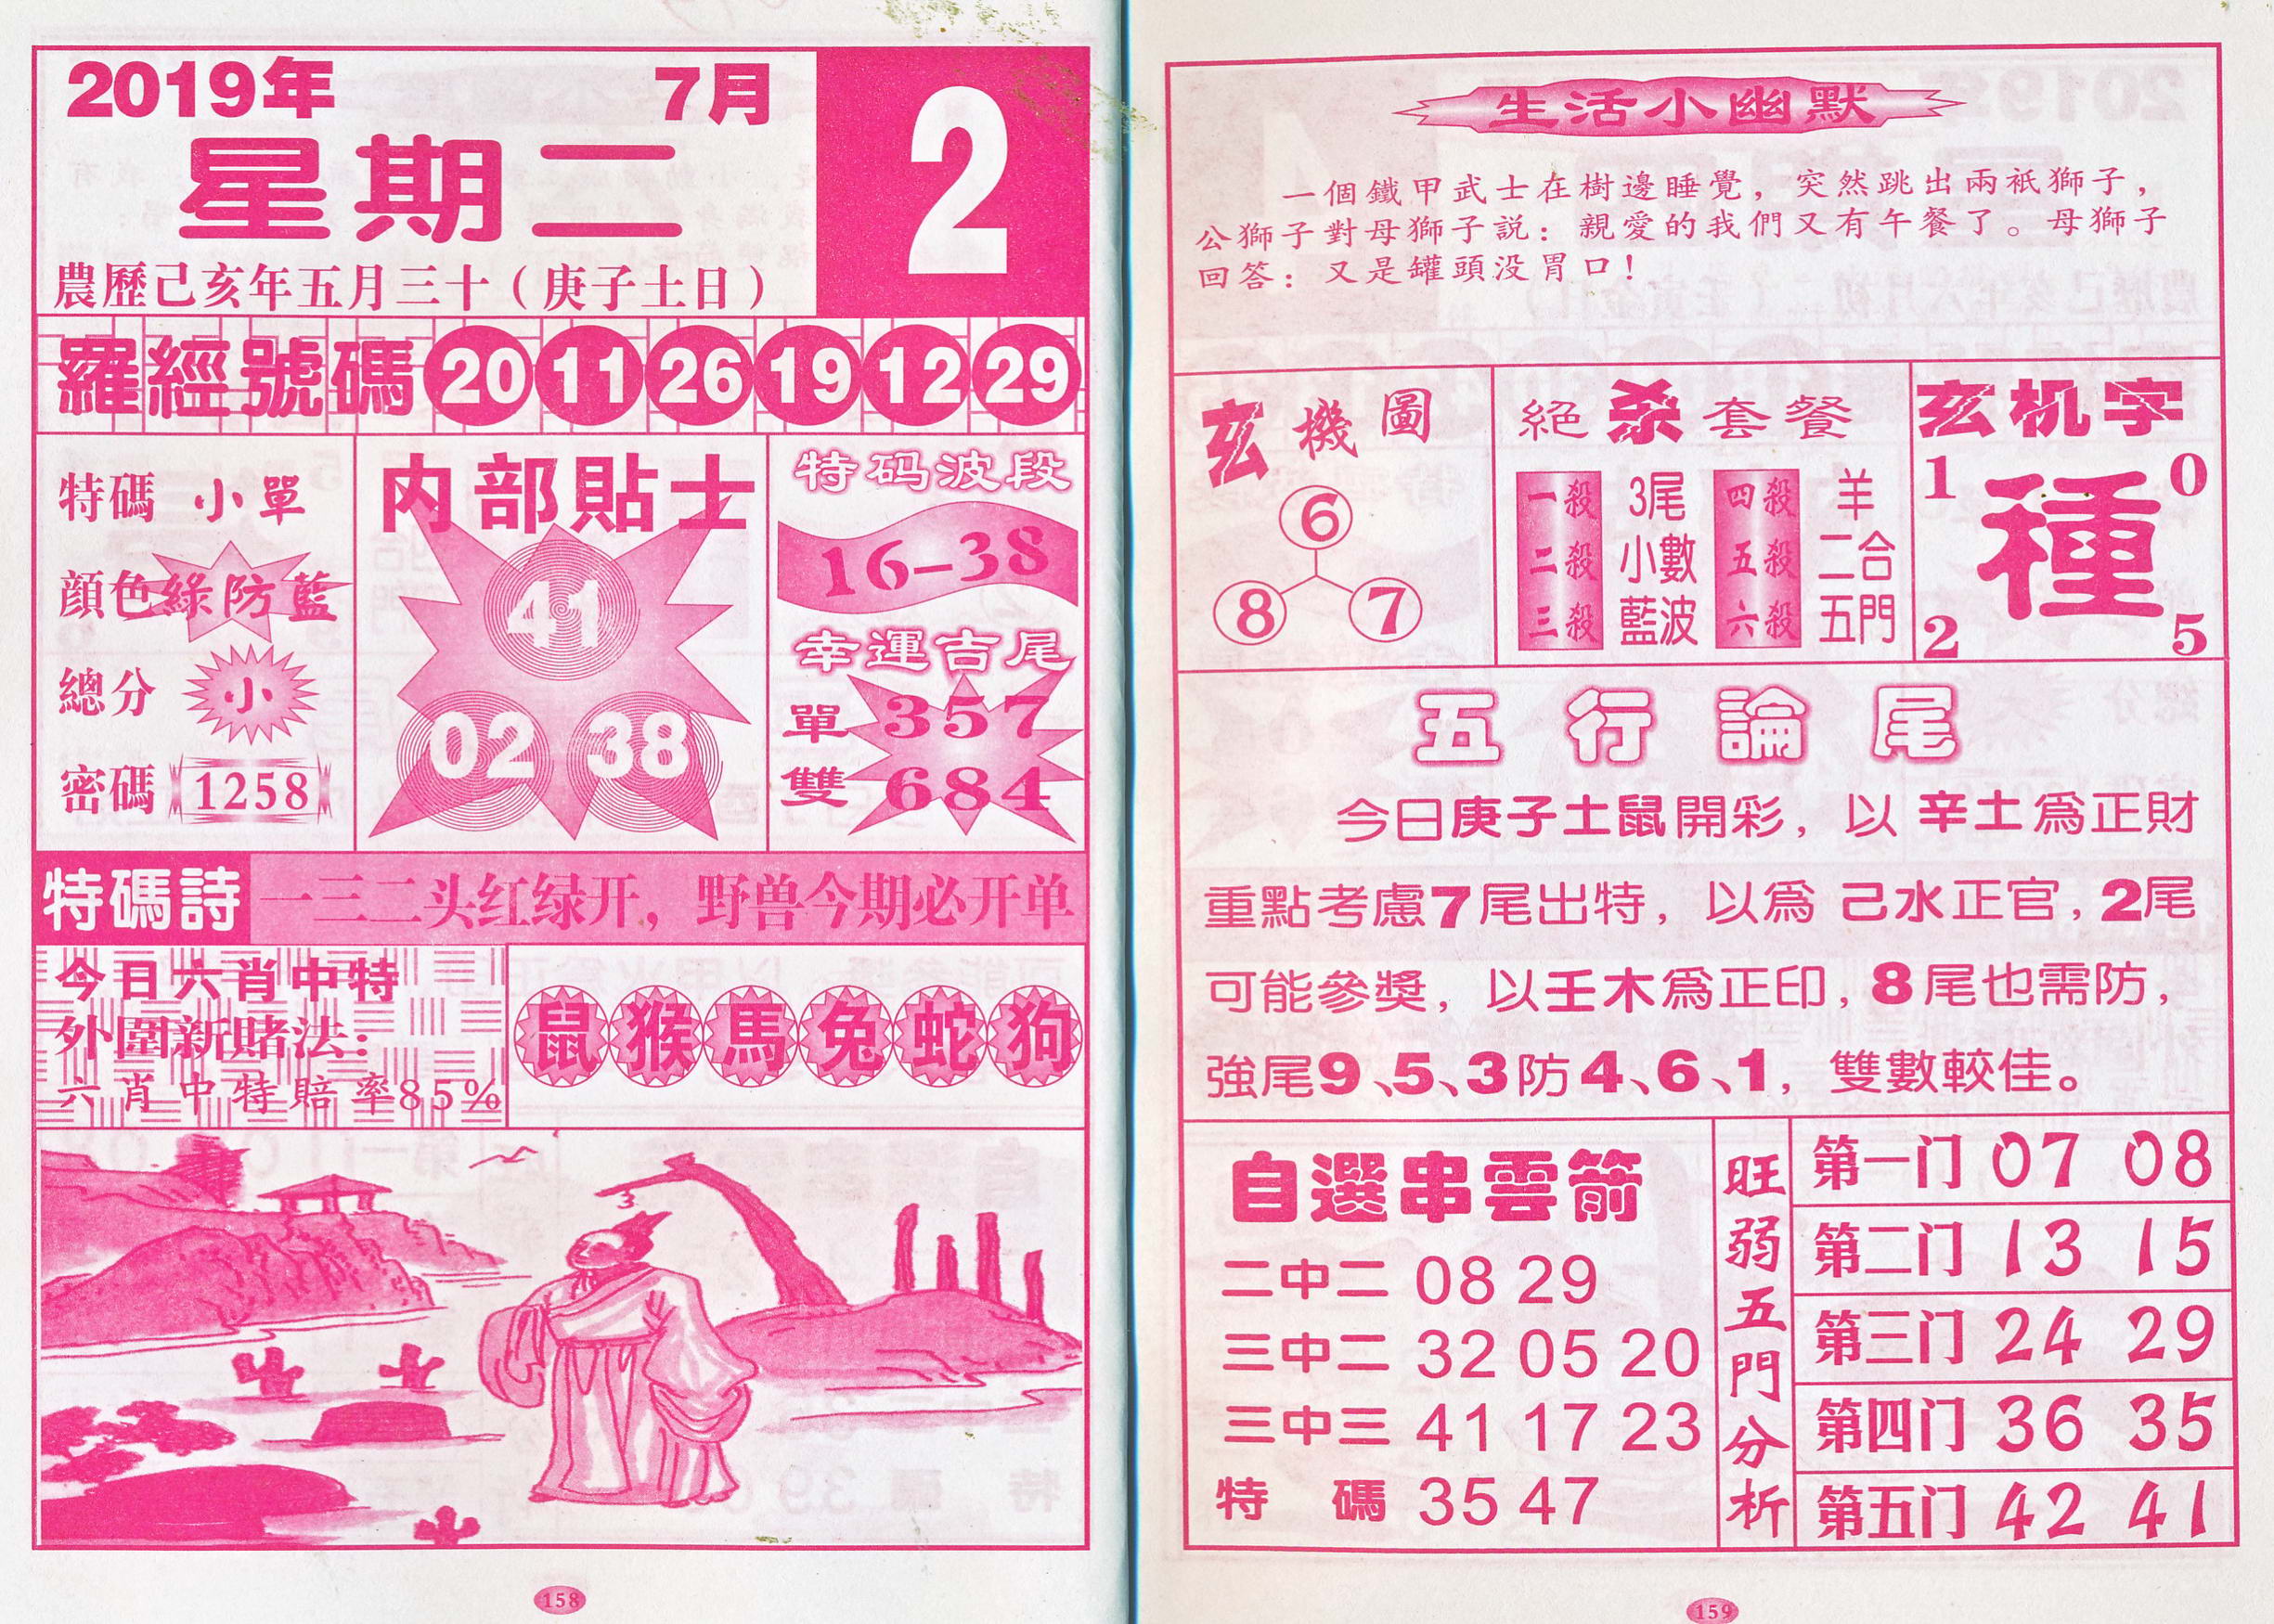 2019年 7月 2
星期二
農歷己亥年五月三十（庚子土日）
羅經號碼 20 11 26 19 12 29
特碼 小單
顔色 綠防藍
總分 小
密碼 1258
内部貼士
41
02 38
特码波段
16-38
幸運吉尾
單 357
雙 684
特碼詩 一三二头红绿开，野兽今期必开单
今日六肖中特
外圍新賭法：
六肖中特賠率85%
鼠 猴 馬 兔 蛇 狗
158
生活小幽默
一個鐵甲武士在樹邊睡覺，突然跳出兩衹獅子，
公獅子對母獅子説：親愛的我們又有午餐了。母獅子
回答：又是罐頭没胃口！
玄機圖
6
8 7
絕杀套餐
一殺 3尾 四殺 羊
二殺 小數 五殺 二合
三殺 藍波 六殺 五門
玄机字
1 0
種
2 5
五行論尾
今日庚子土鼠開彩，以 辛土爲正財
重點考慮7尾出特，以爲 己水正官，2尾
可能參獎，以壬木爲正印，8尾也需防，
強尾9、5、3防4、6、1，雙數較佳。
自選串雲箭
二中二 08 29
三中二 32 05 20
三中三 41 17 23
特碼 35 47
旺弱五門分析
第一门 07 08
第二门 13 15
第三门 24 29
第四门 36 35
第五门 42 41
159